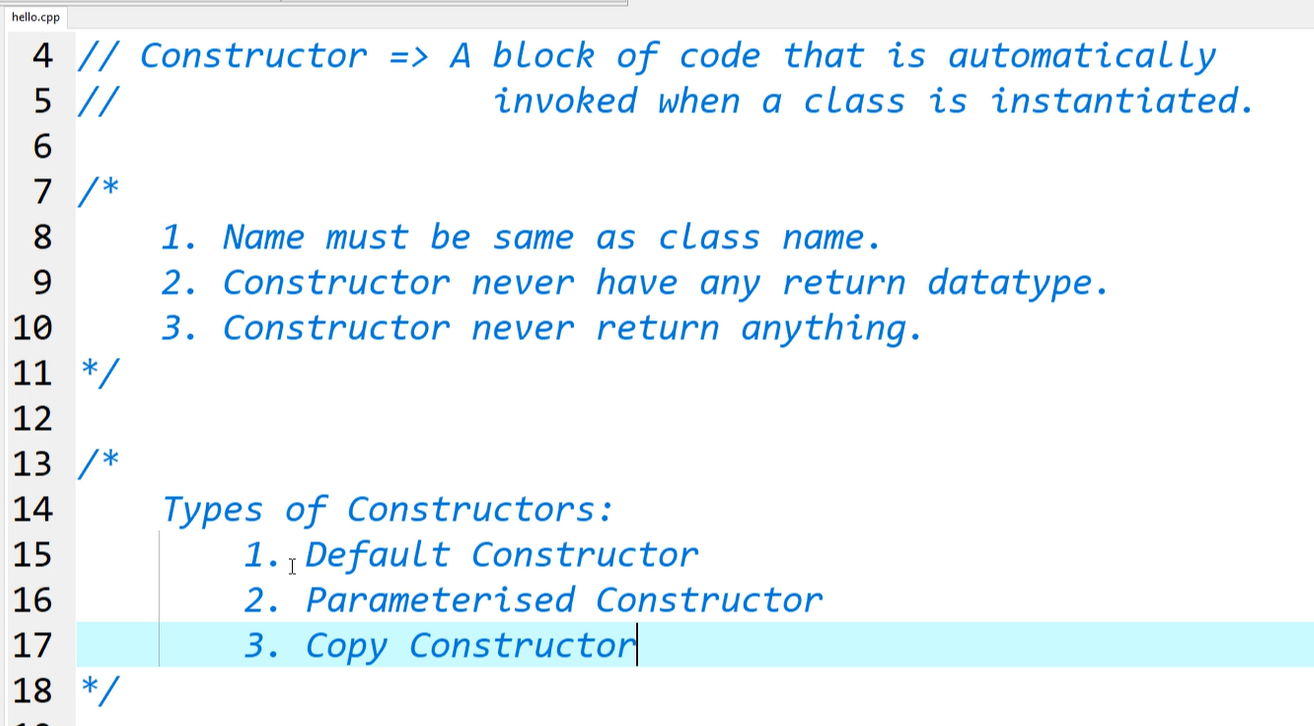 hello.cpp
4 // Constructor => A block of code that is automatically
5 // invoked when a class is instantiated.
6
7 /*
8 1. Name must be same as class name.
9 2. Constructor never have any return datatype.
10 3. Constructor never return anything.
11 */
12
13 /*
14 Types of Constructors:
15 1. Default Constructor
16 2. Parameterised Constructor
17 3. Copy Constructor
18 */